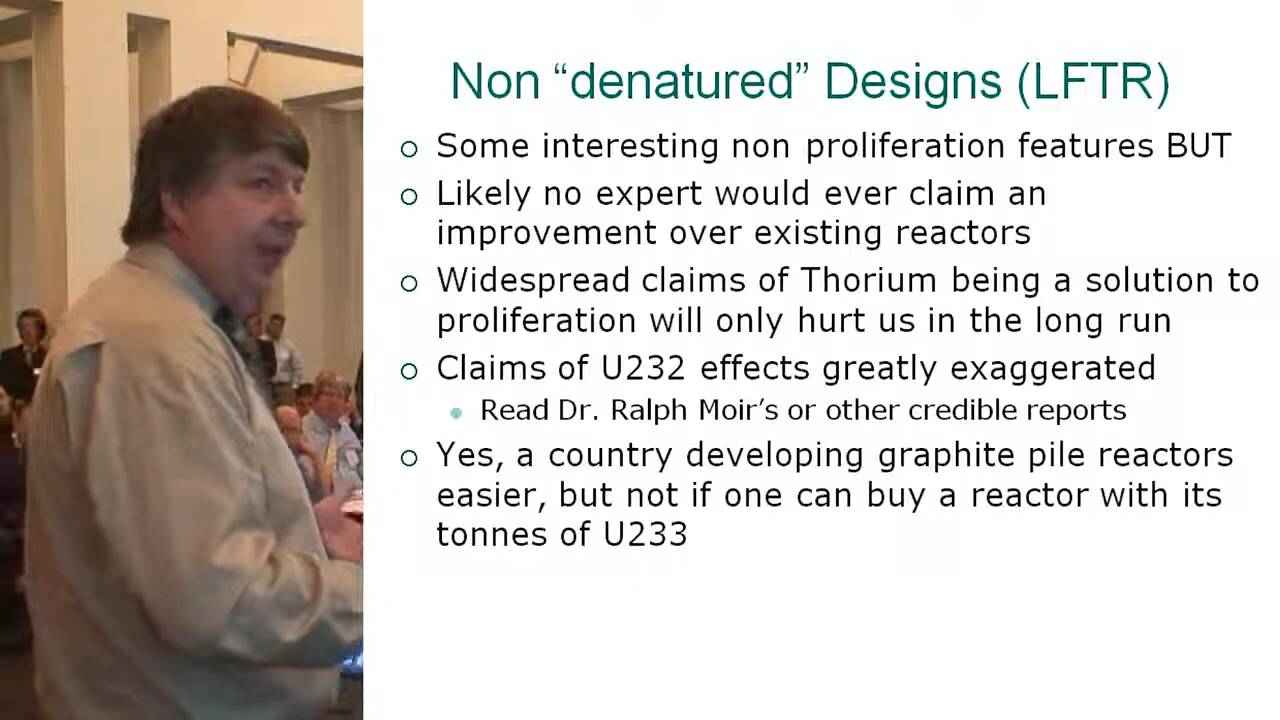 Non “denatured” Designs (LFTR)
Some interesting non proliferation features BUT
Likely no expert would ever claim an
improvement over existing reactors
Widespread claims of Thorium being a solution to
proliferation will only hurt us in the long run
Claims of U232 effects greatly exaggerated
Read Dr. Ralph Moir’s or other credible reports
Yes, a country developing graphite pile reactors
easier, but not if one can buy a reactor with its
tonnes of U233